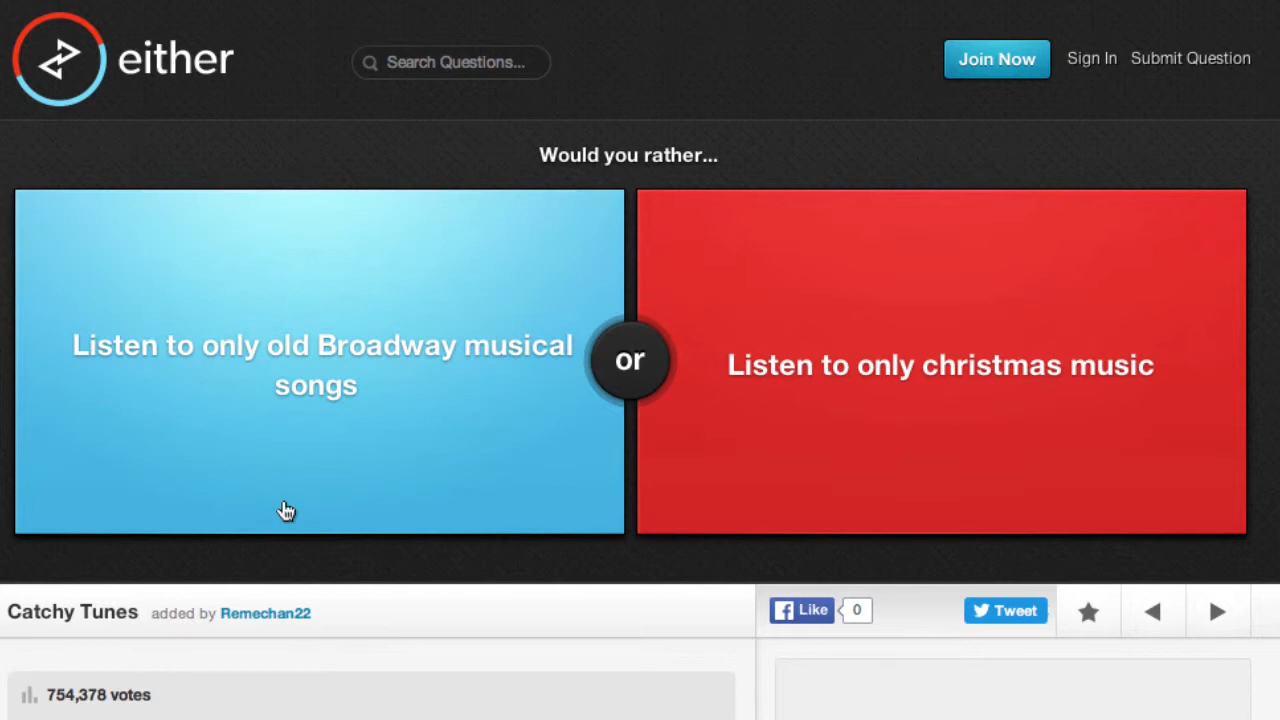 either
Search Questions...
Join Now
Sign In
Submit Question
Would you rather...
Listen to only old Broadway musical
songs
or
Listen to only christmas music
Catchy Tunes
added by Remechan22
Like
0
Tweet
754,378 votes